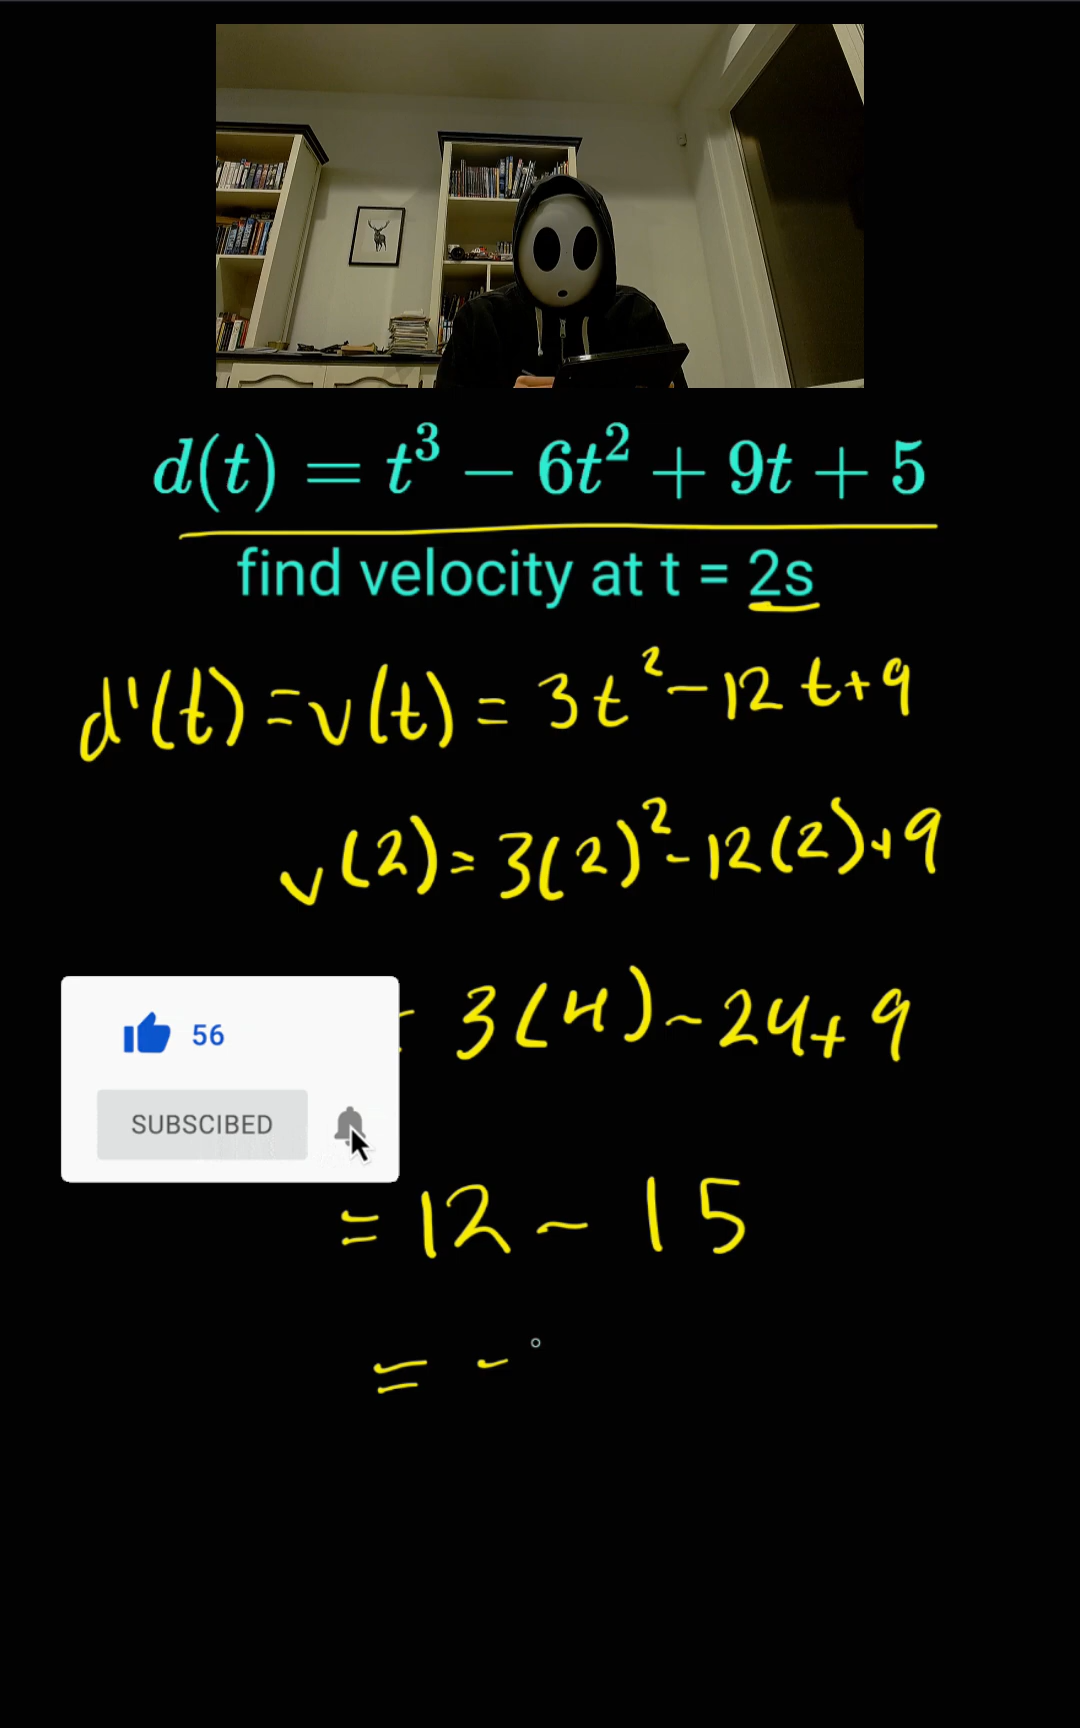 d(t) = t³ − 6t² + 9t + 5
find velocity at t = 2s
d'(t) = v(t) = 3t² − 12t + 9
v(2) = 3(2)² − 12(2) + 9
= 3(4) − 24 + 9
56
SUBSCIBED
= 12 − 15
= −